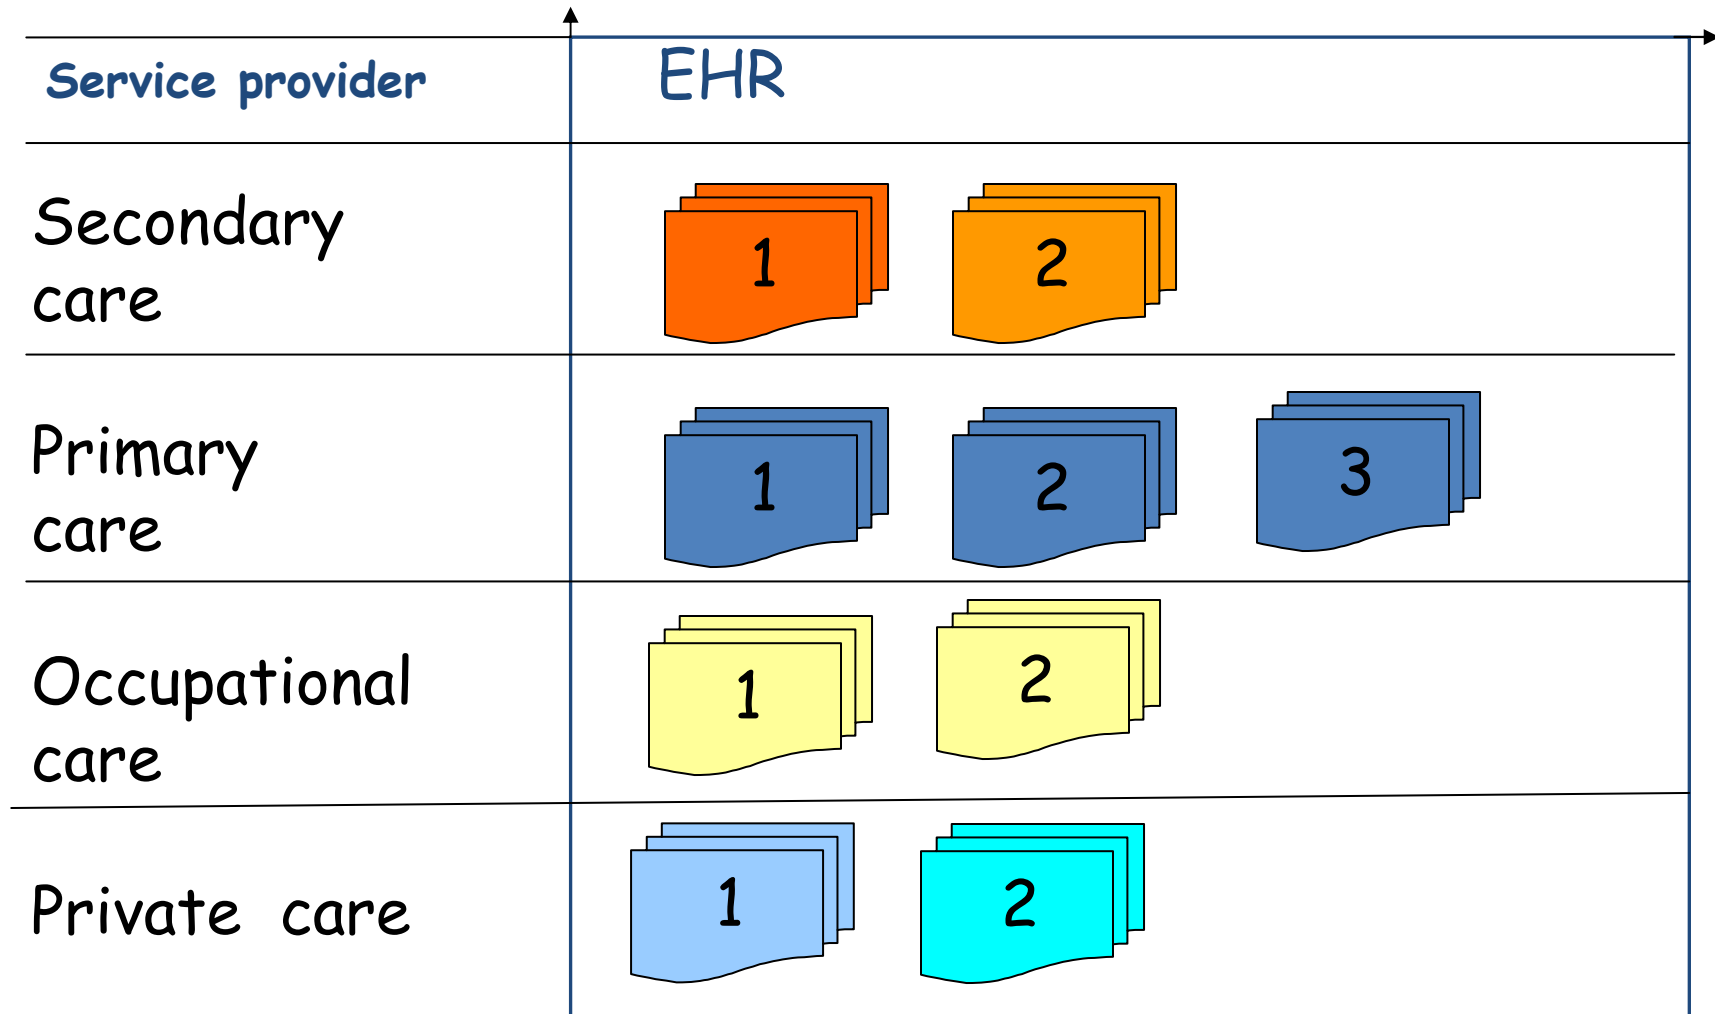 Service provider
EHR
Secondary
care
1
2
Primary
care
1
2
3
Occupational
care
1
2
Private care
1
2